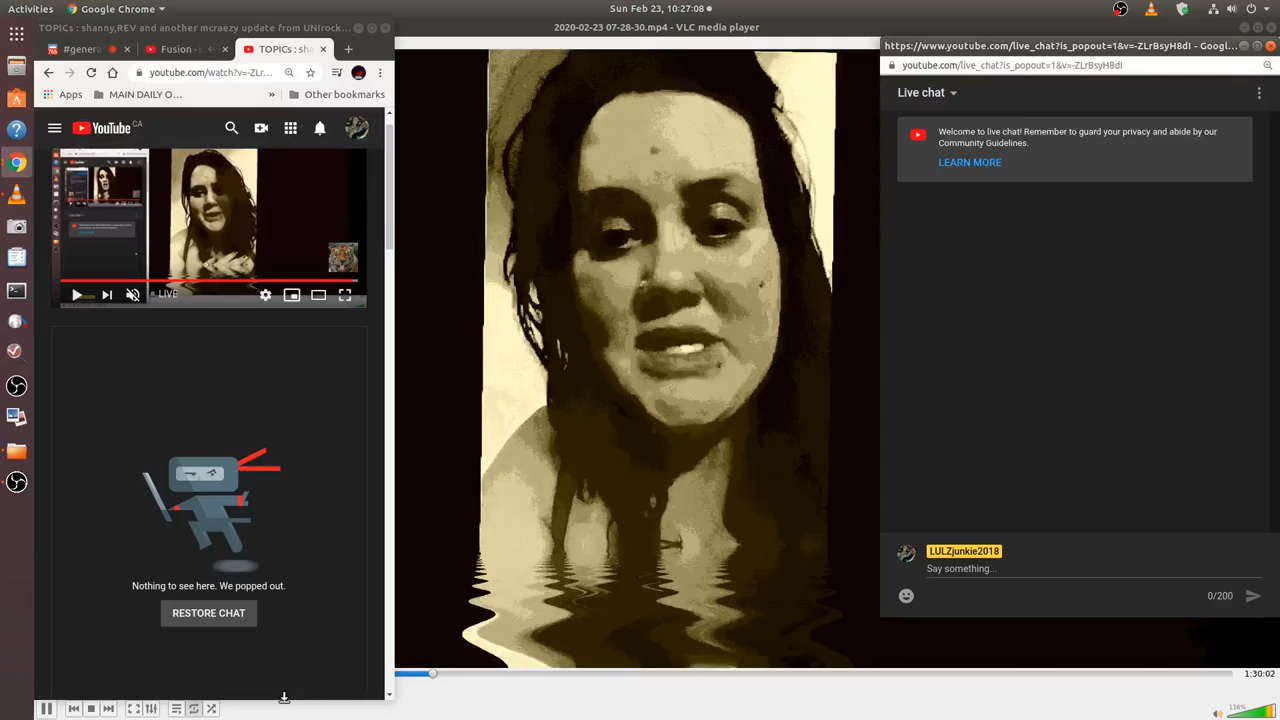 Activities
Google Chrome
Sun Feb 23, 10:27:08
TOPICs : shanny,REV and another mcraezy update from UNIrock...
2020-02-23 07-28-30.mp4 - VLC media player
https://www.youtube.com/live_chat?is_popout=1&v=-ZLrBsyH8dI - Googl...
#genera
Fusion -
TOPICs : sha
youtube.com/watch?v=-ZLr...
youtube.com/live_chat?is_popout=1&v=-ZLrBsyH8dI
Apps
MAIN DAILY O...
»
Other bookmarks
YouTube CA
Live chat
Welcome to live chat! Remember to guard your privacy and abide by our
Community Guidelines.
LEARN MORE
LIVE
Nothing to see here. We popped out.
RESTORE CHAT
LULZjunkie2018
Say something...
0/200
1:30:02
116%